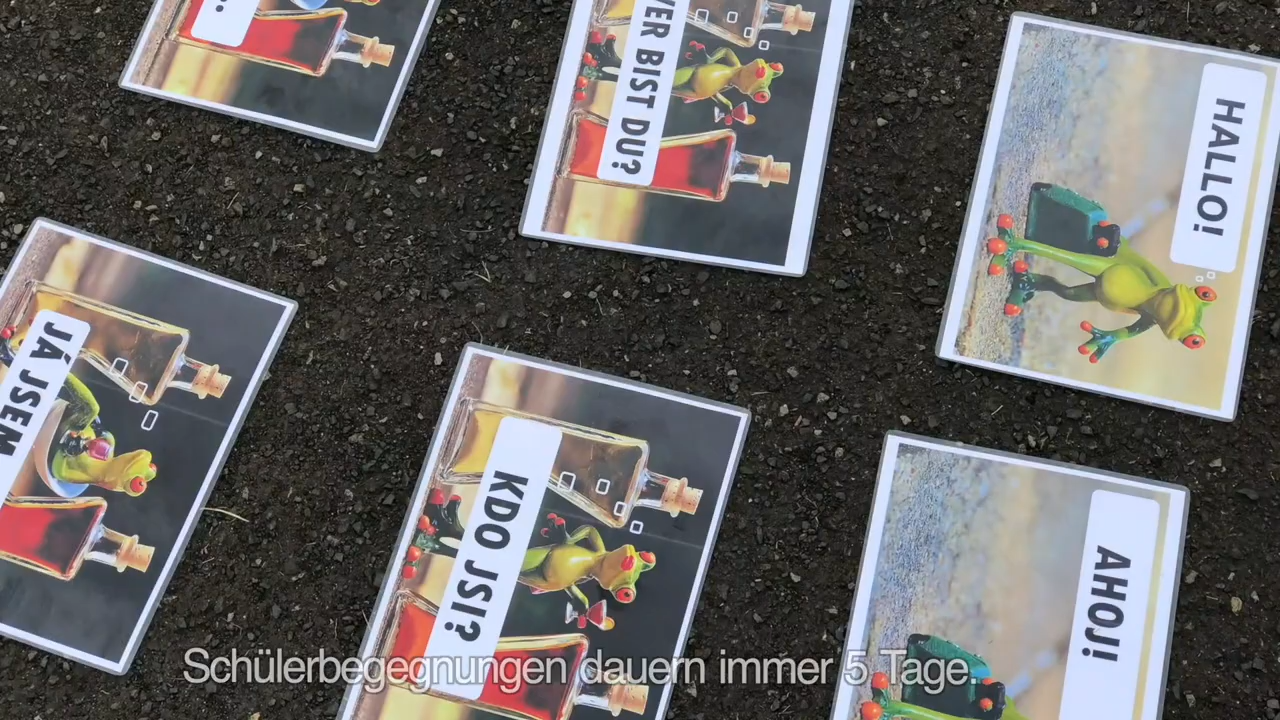 WER BIST DU?
HALLO!
JÁ JSEM
KDO JSI?
AHOJ!
Schülerbegegnungen dauern immer 5 Tage.